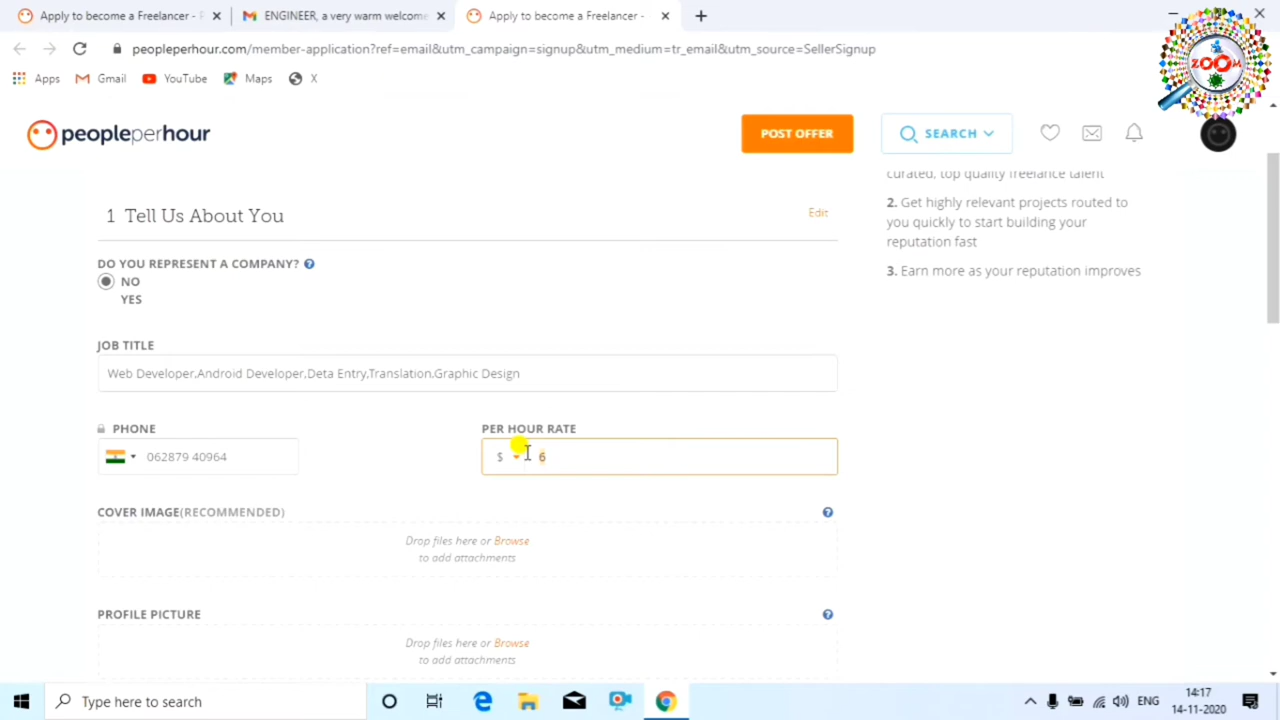 Apply to become a Freelancer - P
ENGINEER, a very warm welcome
Apply to become a Freelancer -
peopleperhour.com/member-application?ref=email&utm_campaign=signup&utm_medium=tr_email&utm_source=SellerSignup
Apps Gmail YouTube Maps X
ZOOM
peopleperhour
POST OFFER
SEARCH
curated, top quality freelance talent
1 Tell Us About You
Edit
2. Get highly relevant projects routed to
you quickly to start building your
reputation fast
3. Earn more as your reputation improves
DO YOU REPRESENT A COMPANY? ?
NO
YES
JOB TITLE
Web Developer,Android Developer,Deta Entry,Translation,Graphic Design
PHONE
PER HOUR RATE
062879 40964
$ 6
COVER IMAGE(RECOMMENDED) ?
Drop files here or Browse
to add attachments
PROFILE PICTURE ?
Drop files here or Browse
to add attachments
Type here to search
ENG
14:17
14-11-2020